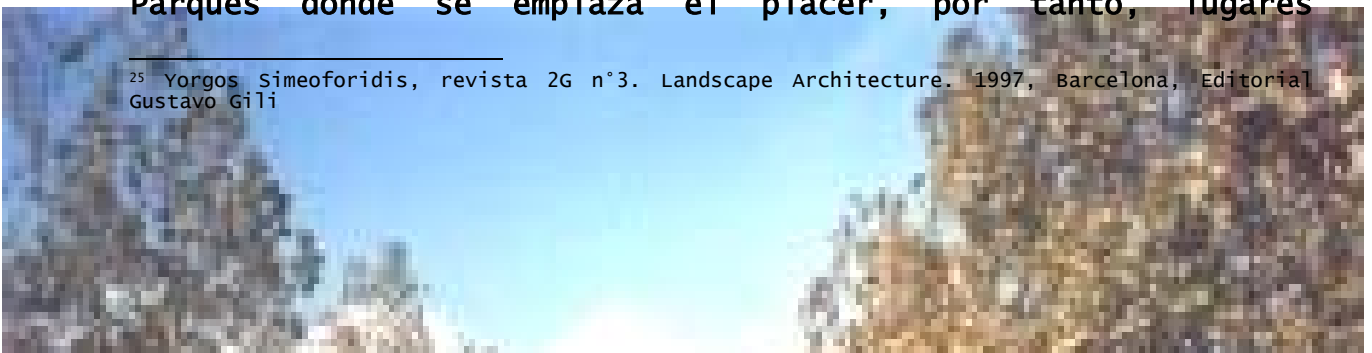 Parques donde se emplaza el placer, por tanto, lugares
25 Yorgos Simeoforidis, revista 2G n°3. Landscape Architecture. 1997, Barcelona, Editorial
Gustavo Gili